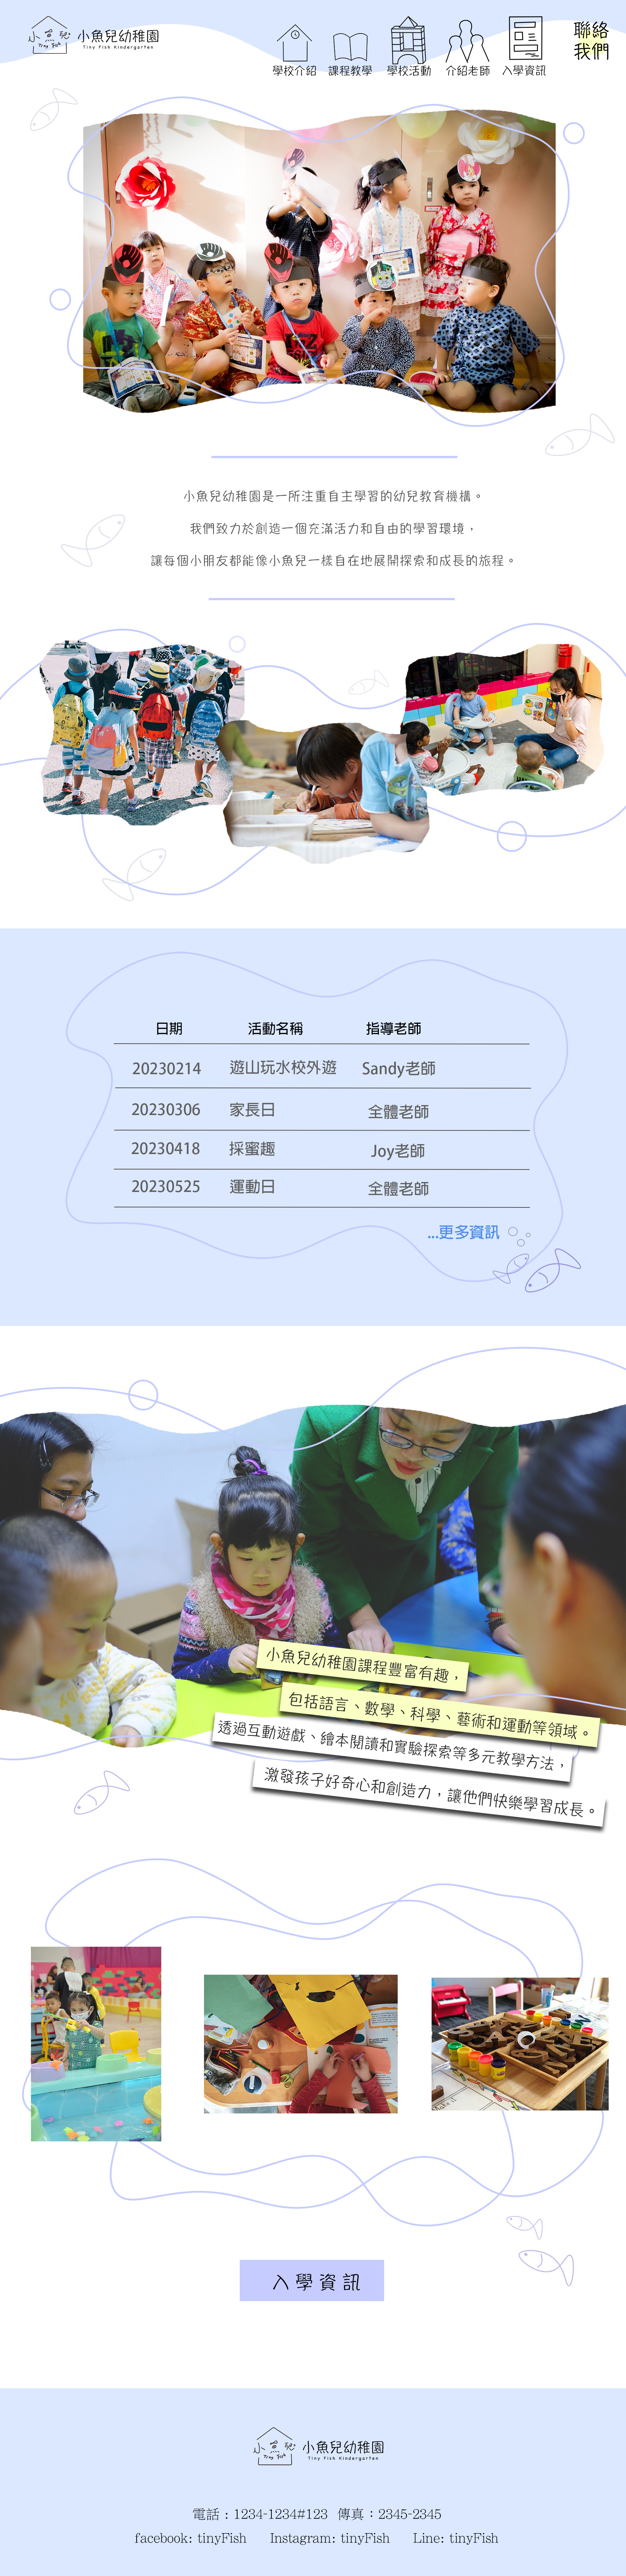 小魚兒
Tiny Fish
小魚兒幼稚園
Tiny Fish Kindergarten
學校介紹 課程教學 學校活動 介紹老師 入學資訊
聯絡
我們
小魚兒幼稚園是一所注重自主學習的幼兒教育機構。
我們致力於創造一個充滿活力和自由的學習環境，
讓每個小朋友都能像小魚兒一樣自在地展開探索和成長的旅程。
日期 活動名稱 指導老師
20230214 遊山玩水校外遊 Sandy老師
20230306 家長日 全體老師
20230418 採蜜趣 Joy老師
20230525 運動日 全體老師
...更多資訊
小魚兒幼稚園課程豐富有趣，
包括語言、數學、科學、藝術和運動等領域。
透過互動遊戲、繪本閱讀和實驗探索等多元教學方法，
激發孩子好奇心和創造力，讓他們快樂學習成長。
入學資訊
小魚兒
Tiny Fish
小魚兒幼稚園
Tiny Fish Kindergarten
電話：1234-1234#123 傳真：2345-2345
facebook: tinyFish Instagram: tinyFish Line: tinyFish